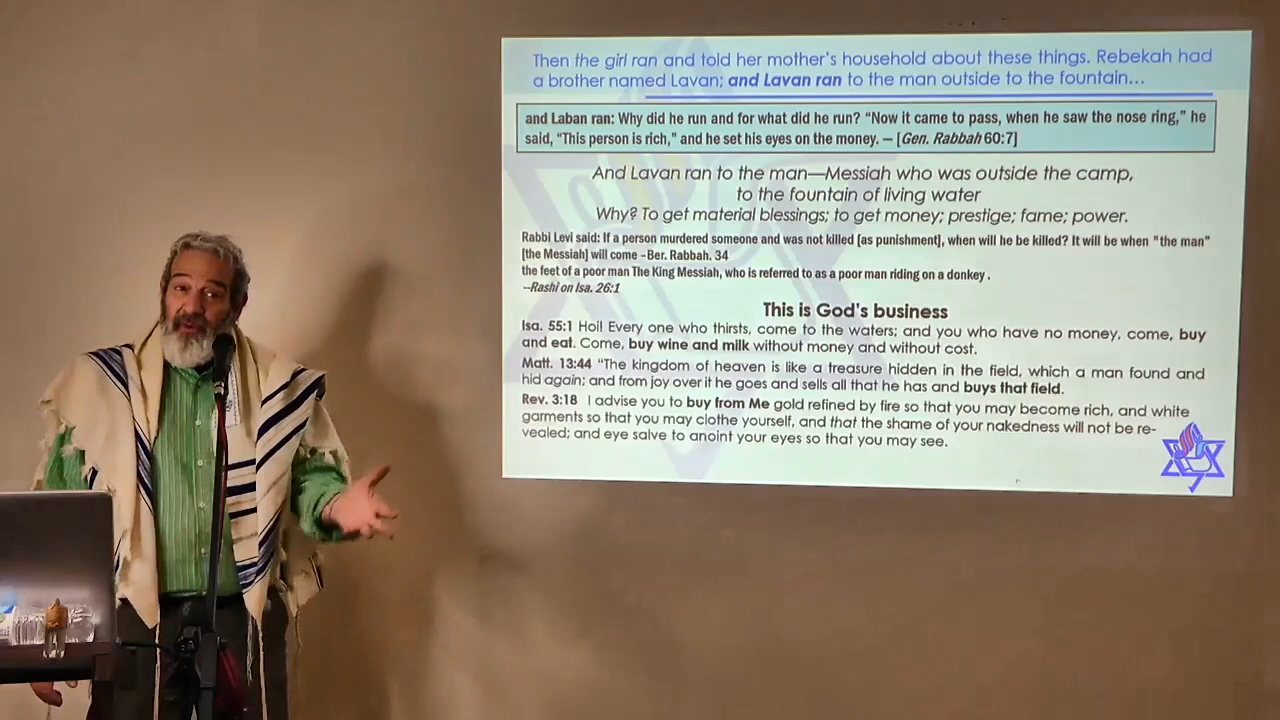 Then the girl ran and told her mother's household about these things. Rebekah had
a brother named Lavan; and Lavan ran to the man outside to the fountain…
and Laban ran: Why did he run and for what did he run? "Now it came to pass, when he saw the nose ring," he
said, "This person is rich," and he set his eyes on the money. – [Gen. Rabbah 60:7]
And Lavan ran to the man—Messiah who was outside the camp,
to the fountain of living water
Why? To get material blessings; to get money; prestige; fame; power.
Rabbi Levi said: If a person murdered someone and was not killed [as punishment], when will he be killed? It will be when "the man"
[the Messiah] will come –Ber. Rabbah. 34
the feet of a poor man The King Messiah, who is referred to as a poor man riding on a donkey .
--Rashi on Isa. 26:1
This is God's business
Isa. 55:1 Hoi! Every one who thirsts, come to the waters; and you who have no money, come, buy
and eat. Come, buy wine and milk without money and without cost.
Matt. 13:44 "The kingdom of heaven is like a treasure hidden in the field, which a man found and
hid again; and from joy over it he goes and sells all that he has and buys that field.
Rev. 3:18 I advise you to buy from Me gold refined by fire so that you may become rich, and white
garments so that you may clothe yourself, and that the shame of your nakedness will not be re-
vealed; and eye salve to anoint your eyes so that you may see.